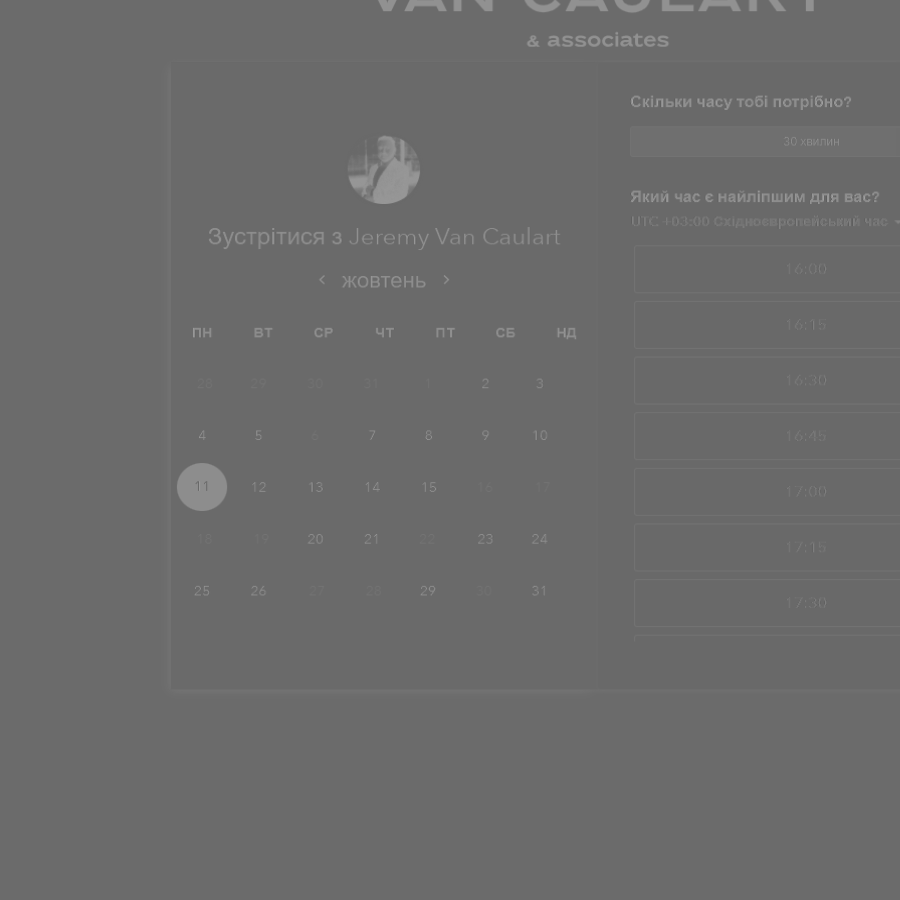 VAN CAULART
& associates
Скільки часу тобі потрібно?
30 хвилин
Який час є найліпшим для вас?
UTC +03:00 Східноєвропейський час
Зустрітися з Jeremy Van Caulart
жовтень
ПН ВТ СР ЧТ ПТ СБ НД
28 29 30 31 1 2 3
4 5 6 7 8 9 10
11 12 13 14 15 16 17
18 19 20 21 22 23 24
25 26 27 28 29 30 31
16:00
16:15
16:30
16:45
17:00
17:15
17:30